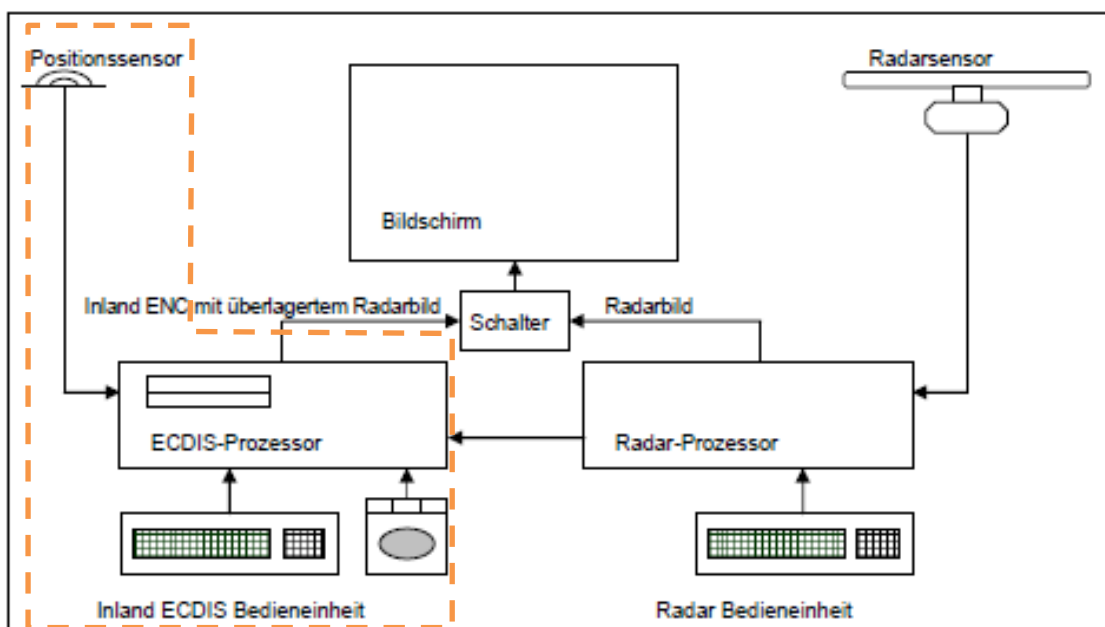 Positionssensor
Radarsensor
Bildschirm
Inland ENC mit überlagertem Radarbild
Schalter
Radarbild
ECDIS-Prozessor
Radar-Prozessor
Inland ECDIS Bedieneinheit
Radar Bedieneinheit